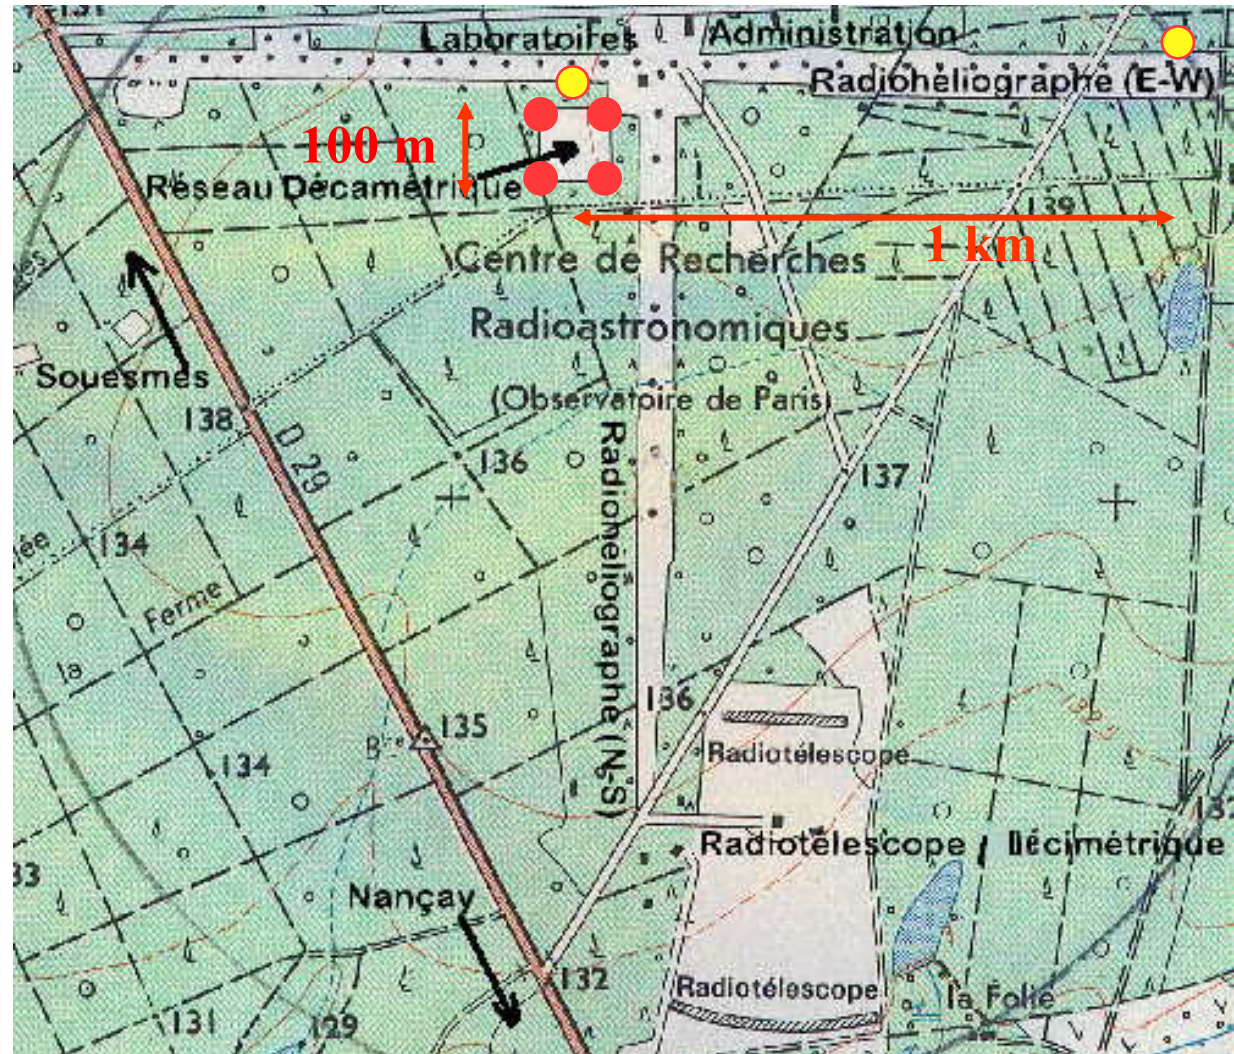 131
Laboratoires
Administration
Radiohéliographe (E-W)
100 m
Réseau Décamétrique
139
1 km
Centre de Recherches
Radioastronomiques
(Observatoire de Paris)
Souesmes
138
D 29
136
137
134
Ferme
la
Radiohéliographe (N-S)
136
135
134
Radiotélescope
132
33
Radiotélescope Décimétrique
Nançay
132
Radiotélescope
la Folie
131
129